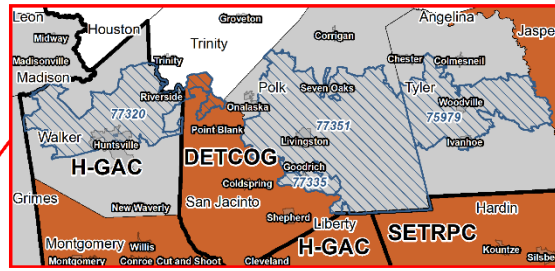 Leon
Houston
Groveton
Angelina
Jaspe
Midway
Trinity
Corrigan
Madisonville
Trinity
Chester
Colmesneil
Madison
Polk
Tyler
Riverside
Seven Oaks
77320
Onalaska
Woodville
Point Blank
77351
75979
Walker
Huntsville
Livingston
Ivanhoe
H-GAC
DETCOG
Goodrich
77335
Coldspring
Grimes
New Waverly
San Jacinto
Hardin
Shepherd
Liberty
Montgomery
Willis
H-GAC
SETRPC
Kountze
Montgomery
Conroe
Cut and Shoot
Cleveland
Silsbe